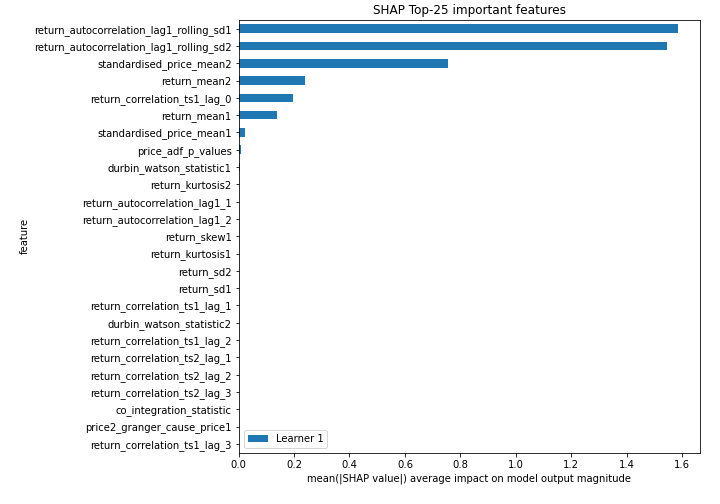 SHAP Top-25 important features
return_autocorrelation_lag1_rolling_sd1
return_autocorrelation_lag1_rolling_sd2
standardised_price_mean2
return_mean2
return_correlation_ts1_lag_0
return_mean1
standardised_price_mean1
price_adf_p_values
durbin_watson_statistic1
return_kurtosis2
return_autocorrelation_lag1_1
return_autocorrelation_lag1_2
return_skew1
return_kurtosis1
return_sd2
return_sd1
return_correlation_ts1_lag_1
durbin_watson_statistic2
return_correlation_ts1_lag_2
return_correlation_ts2_lag_1
return_correlation_ts2_lag_2
return_correlation_ts2_lag_3
co_integration_statistic
price2_granger_cause_price1
return_correlation_ts1_lag_3
feature
Learner 1
0.0 0.2 0.4 0.6 0.8 1.0 1.2 1.4 1.6
mean(|SHAP value|) average impact on model output magnitude